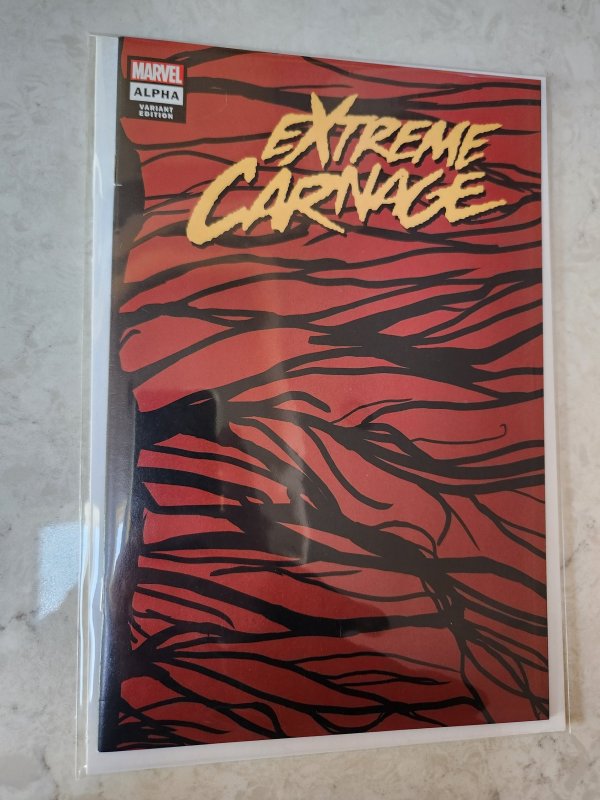 MARVEL
ALPHA
VARIANT
EDITION
EXTREME
CARNAGE